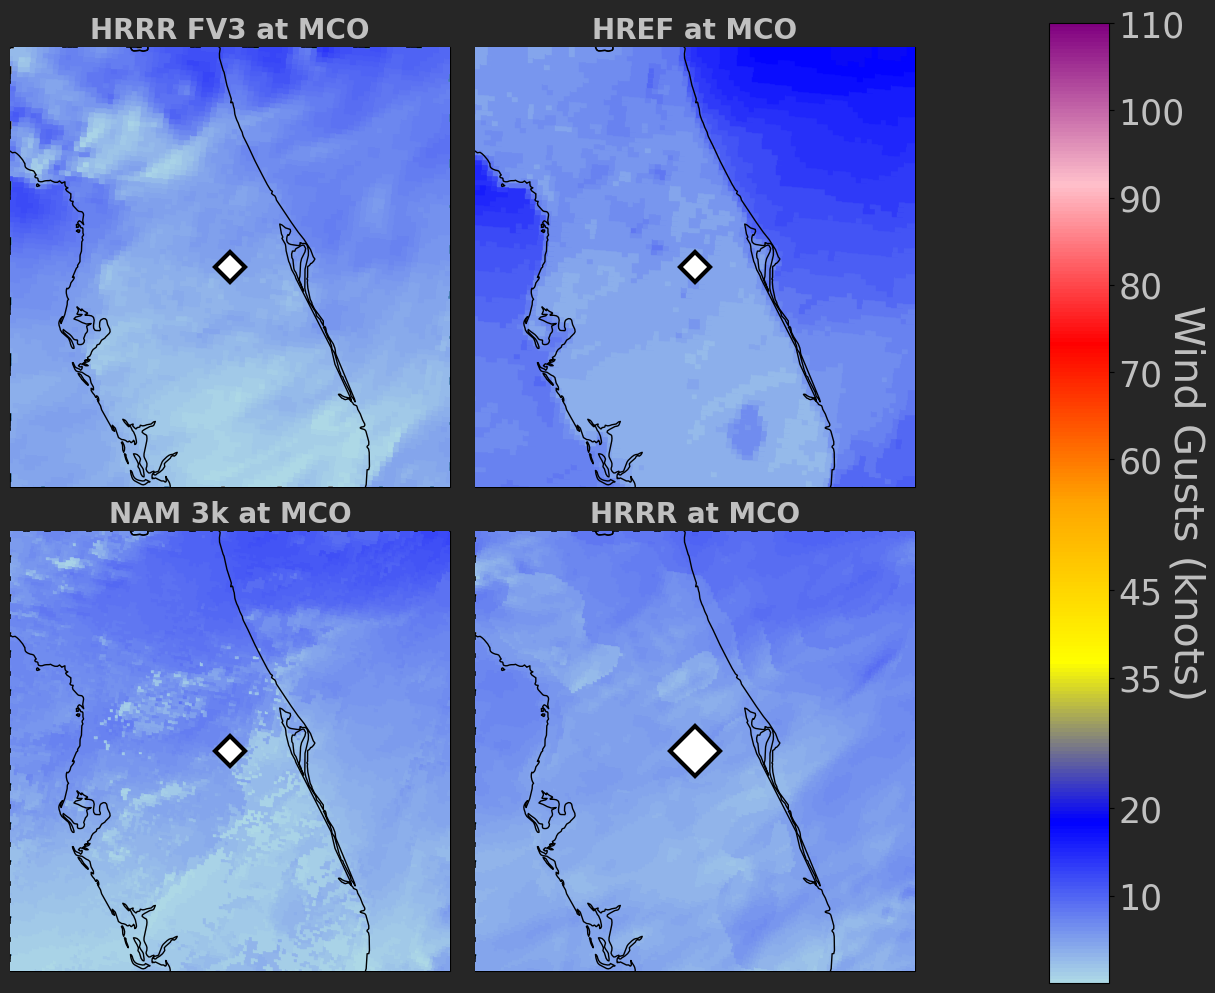 HRRR FV3 at MCO
HREF at MCO
NAM 3k at MCO
HRRR at MCO
110
100
90
80
70
60
45
35
20
10
Wind Gusts (knots)